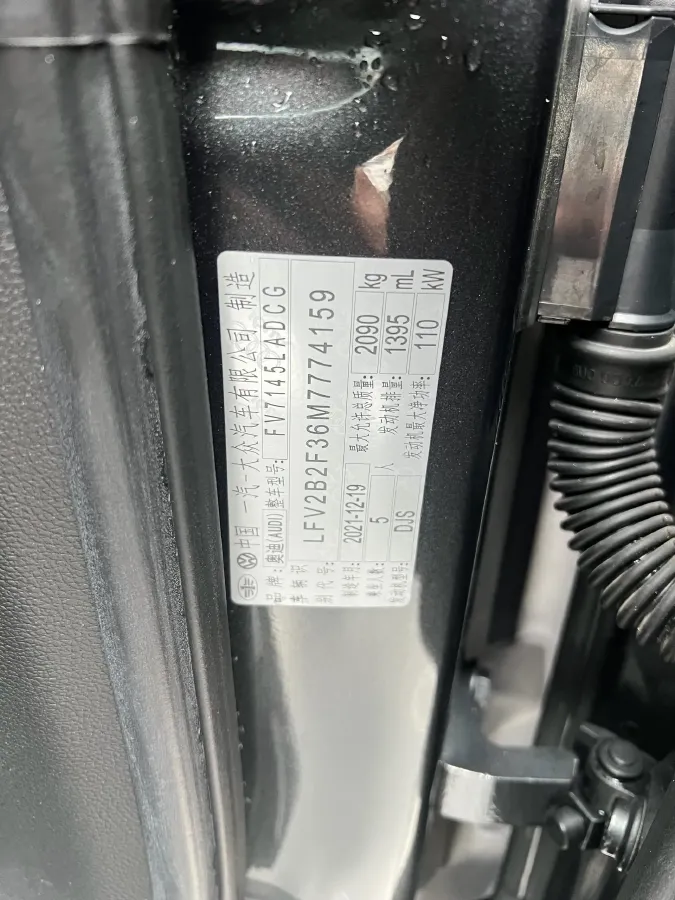 中国 一汽-大众汽车有限公司 制造
品牌: 奥迪(AUDI) 整车型号: FV7145LADCG
车辆识别代号: LFV2B2F36M7774159
制造年月: 2021-12-19 最大允许总质量: 2090 kg
乘坐人数: 5 人 发动机排量: 1395 mL
发动机型号: DJS 发动机最大净功率: 110 kW